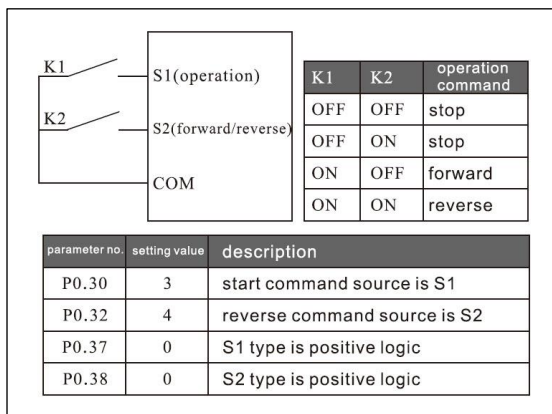 K1
S1(operation)
K2
S2(forward/reverse)
COM
K1 K2 operation command
OFF OFF stop
OFF ON stop
ON OFF forward
ON ON reverse
parameter no. setting value description
P0.30 3 start command source is S1
P0.32 4 reverse command source is S2
P0.37 0 S1 type is positive logic
P0.38 0 S2 type is positive logic